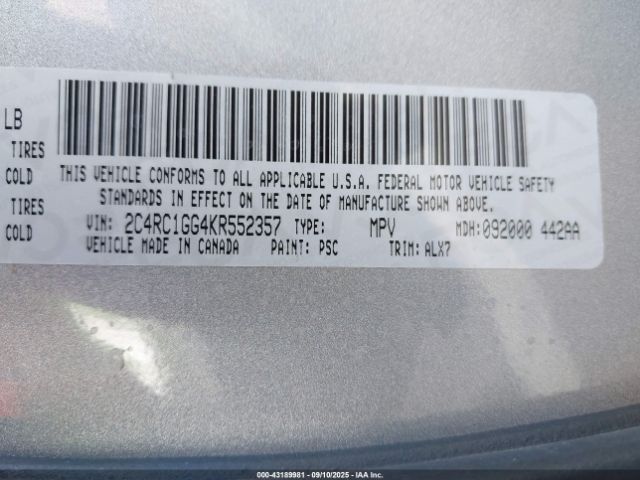 LB
TIRES
COLD
TIRES
COLD
THIS VEHICLE CONFORMS TO ALL APPLICABLE U.S.A. FEDERAL MOTOR VEHICLE SAFETY
STANDARDS IN EFFECT ON THE DATE OF MANUFACTURE SHOWN ABOVE.
VIN: 2C4RC1GG4KR552357 TYPE: MPV MDH:092000 442AA
VEHICLE MADE IN CANADA PAINT: PSC TRIM: ALX7
000-43189981 - 09/10/2025 - IAA Inc.